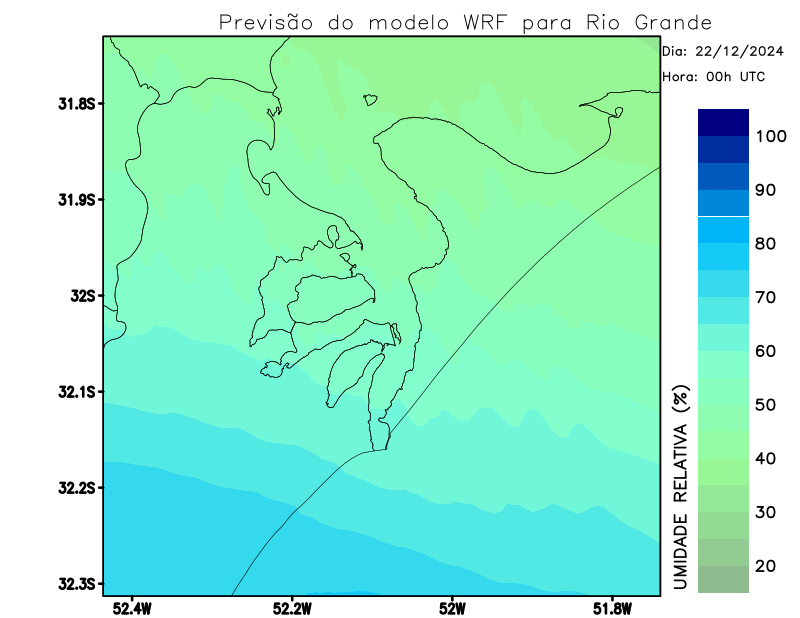 Previsão do modelo WRF para Rio Grande
Dia: 22/12/2024
Hora: 00h UTC
31.8S
31.9S
32S
32.1S
32.2S
32.3S
52.4W
52.2W
52W
51.8W
UMIDADE RELATIVA (%)
100
90
80
70
60
50
40
30
20